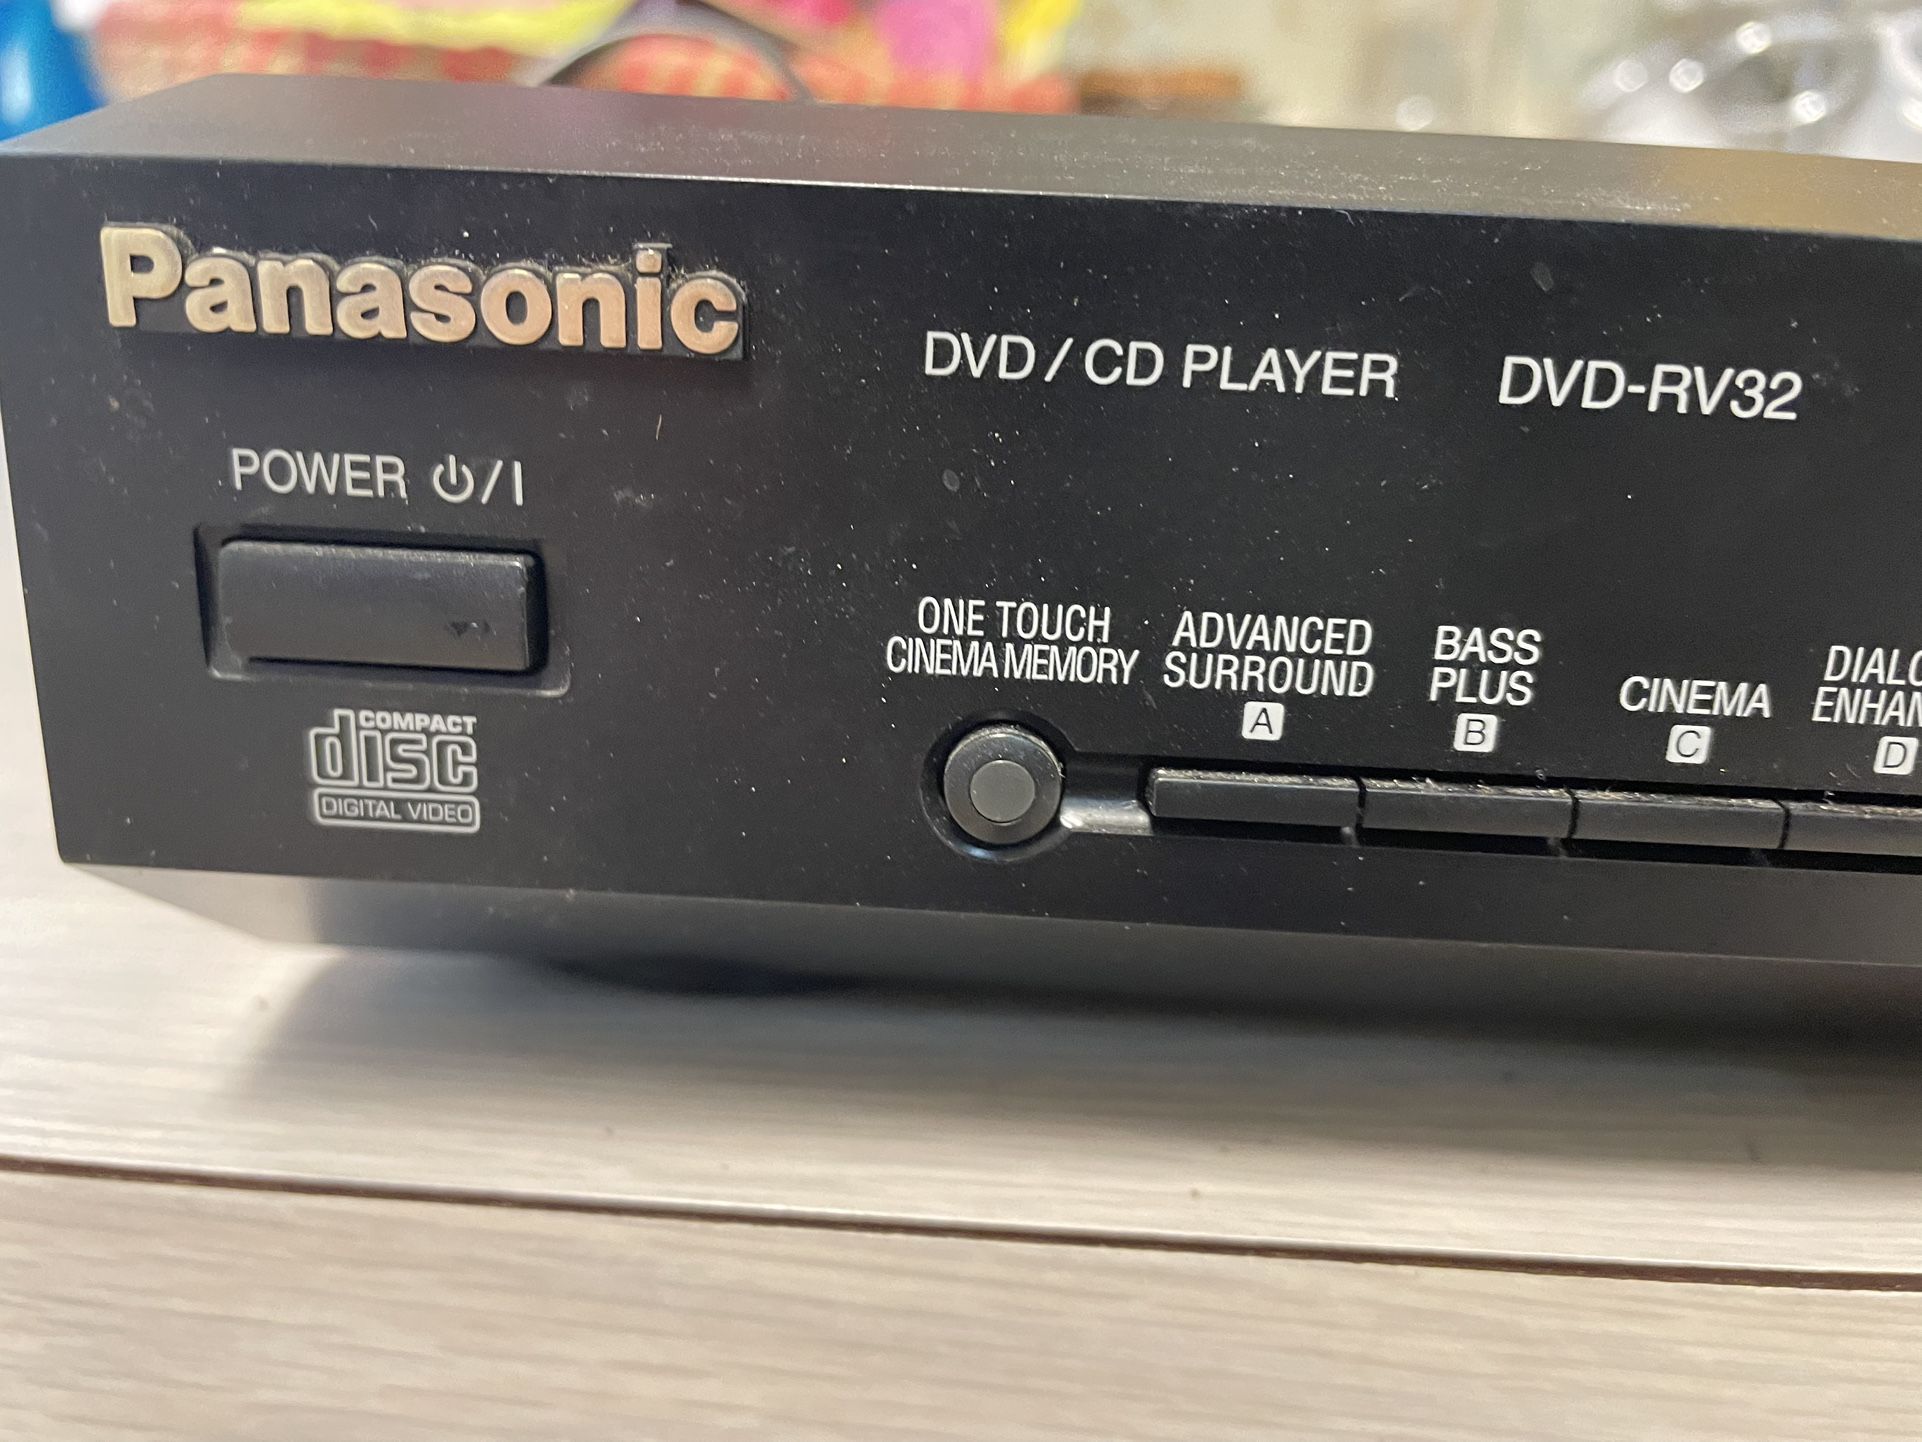 Panasonic
DVD / CD PLAYER DVD-RV32
POWER ⏻/I
ONE TOUCH
CINEMA MEMORY
ADVANCED
SURROUND
A
BASS
PLUS
B
CINEMA
C
D
COMPACT
disc
DIGITAL VIDEO